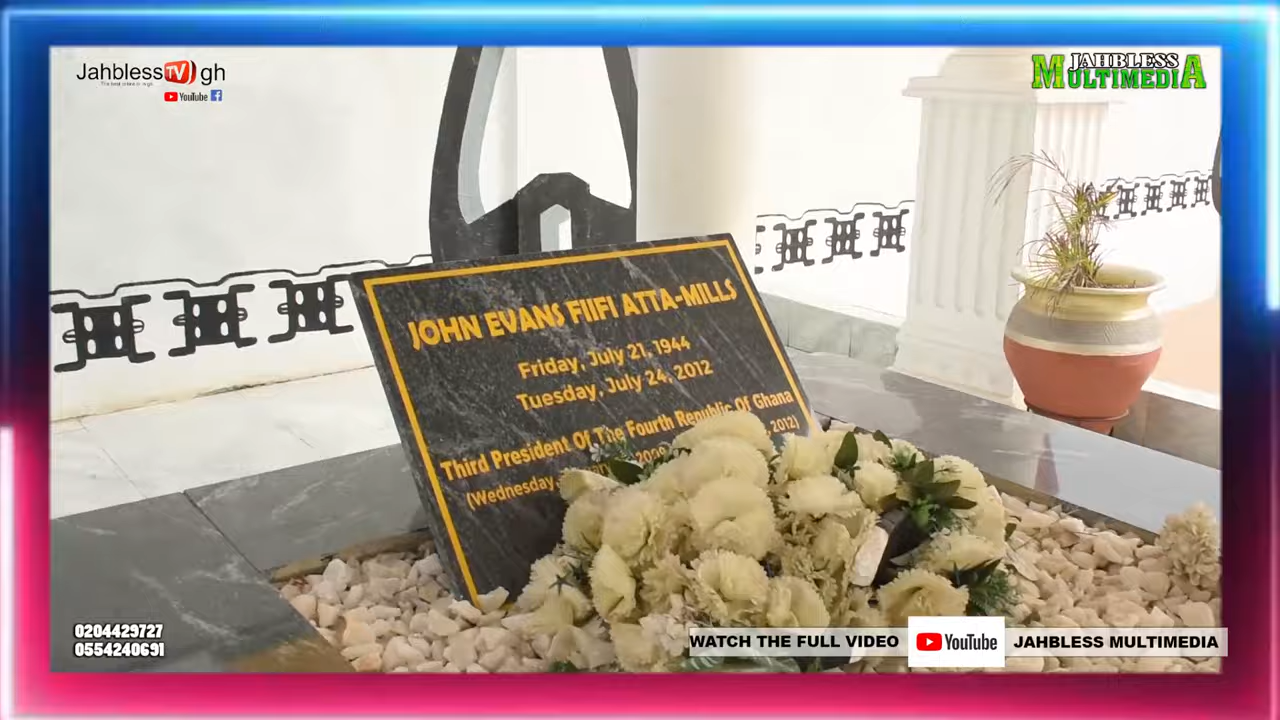 Jahbless TV gh
YouTube
JAHBLESS
MULTIMEDIA
JOHN EVANS FIIFI ATTA-MILLS
Friday, July 21, 1944
Tuesday, July 24, 2012
Third President Of The Fourth Republic Of Ghana
(Wednesday, 2009 2012)
0204429727
0554240691
WATCH THE FULL VIDEO YouTube JAHBLESS MULTIMEDIA